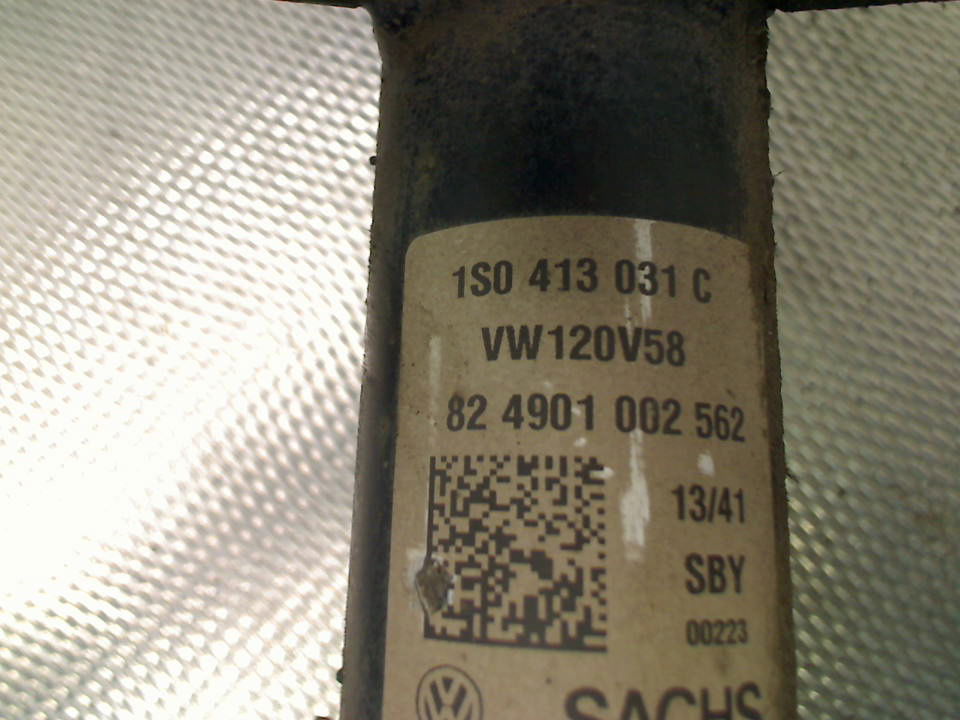 1S0 413 031 C
VW120V58
82 4901 002 562
13/41
SBY
00223
SACHS